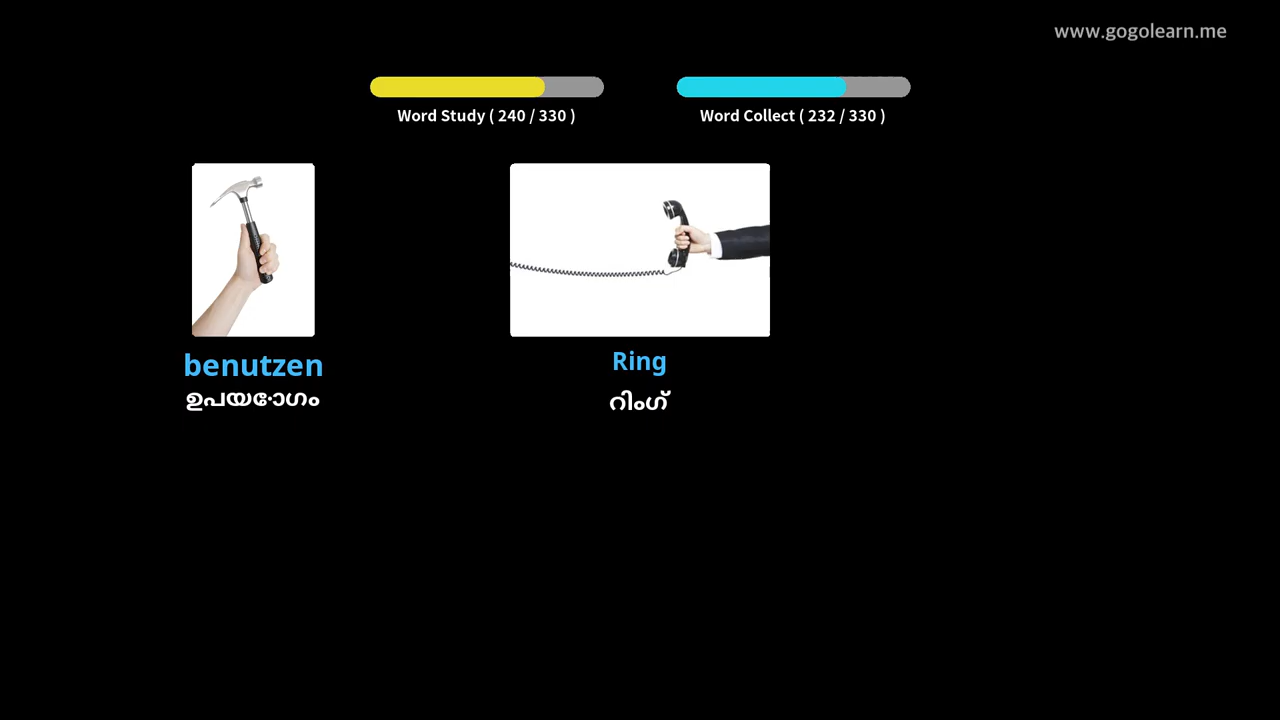 www.gogolearn.me
Word Study ( 240 / 330 )
Word Collect ( 232 / 330 )
benutzen
ഉപയോഗം
Ring
റിംഗ്